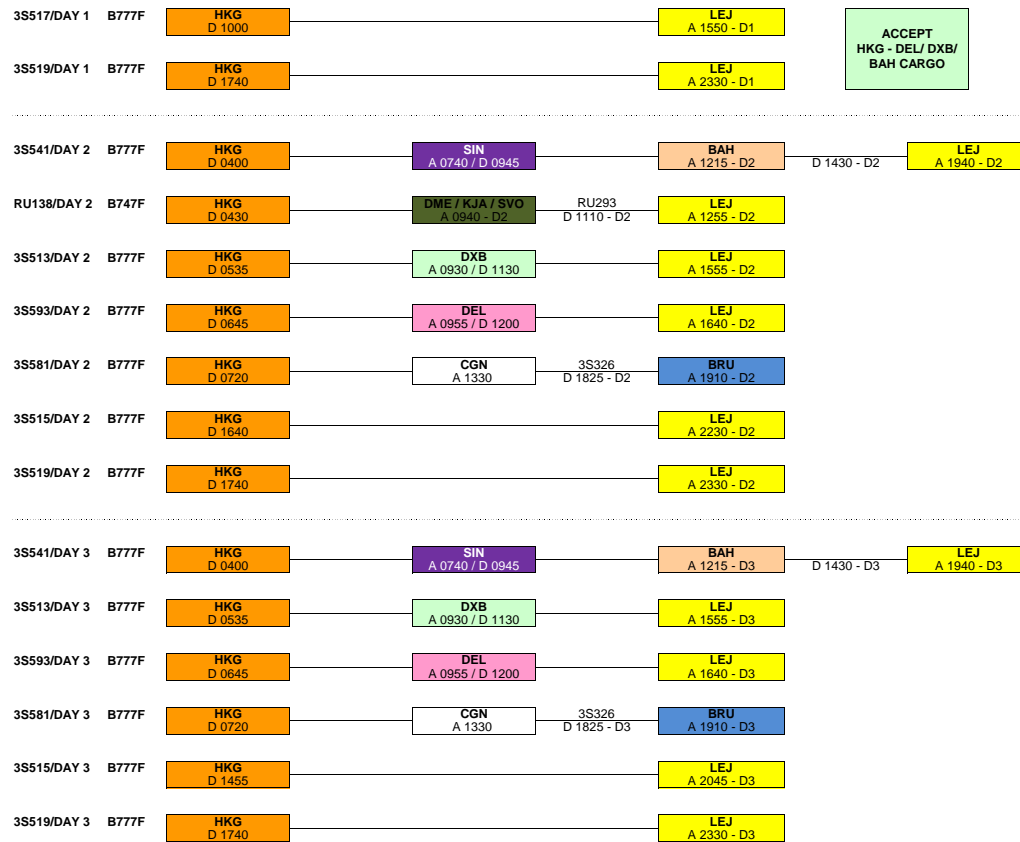 3S517/DAY 1 B777F HKG LEJ
D 1000 A 1550 - D1
ACCEPT
HKG - DEL/ DXB/
BAH CARGO
3S519/DAY 1 B777F HKG LEJ
D 1740 A 2330 - D1
3S541/DAY 2 B777F HKG SIN BAH LEJ
D 0400 A 0740 / D 0945 A 1215 - D2 D 1430 - D2 A 1940 - D2
RU138/DAY 2 B747F HKG DME / KJA / SVO RU293 LEJ
D 0430 A 0940 - D2 D 1110 - D2 A 1255 - D2
3S513/DAY 2 B777F HKG DXB LEJ
D 0535 A 0930 / D 1130 A 1555 - D2
3S593/DAY 2 B777F HKG DEL LEJ
D 0645 A 0955 / D 1200 A 1640 - D2
3S581/DAY 2 B777F HKG CGN 3S326 BRU
D 0720 A 1330 D 1825 - D2 A 1910 - D2
3S515/DAY 2 B777F HKG LEJ
D 1640 A 2230 - D2
3S519/DAY 2 B777F HKG LEJ
D 1740 A 2330 - D2
3S541/DAY 3 B777F HKG SIN BAH LEJ
D 0400 A 0740 / D 0945 A 1215 - D3 D 1430 - D3 A 1940 - D3
3S513/DAY 3 B777F HKG DXB LEJ
D 0535 A 0930 / D 1130 A 1555 - D3
3S593/DAY 3 B777F HKG DEL LEJ
D 0645 A 0955 / D 1200 A 1640 - D3
3S581/DAY 3 B777F HKG CGN 3S326 BRU
D 0720 A 1330 D 1825 - D3 A 1910 - D3
3S515/DAY 3 B777F HKG LEJ
D 1455 A 2045 - D3
3S519/DAY 3 B777F HKG LEJ
D 1740 A 2330 - D3